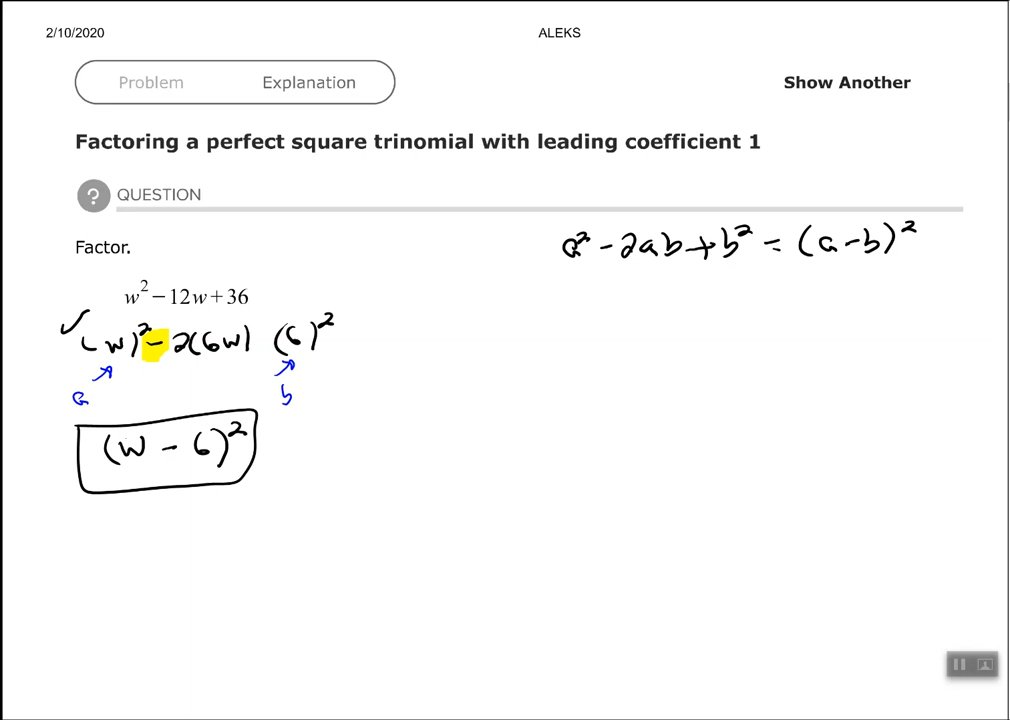 2/10/2020 ALEKS
Problem Explanation Show Another
Factoring a perfect square trinomial with leading coefficient 1
? QUESTION
Factor.
a² - 2ab + b² = (a - b)²
w² − 12w + 36
✓ (w)² - 2(6w) (6)²
a b
(w - 6)²